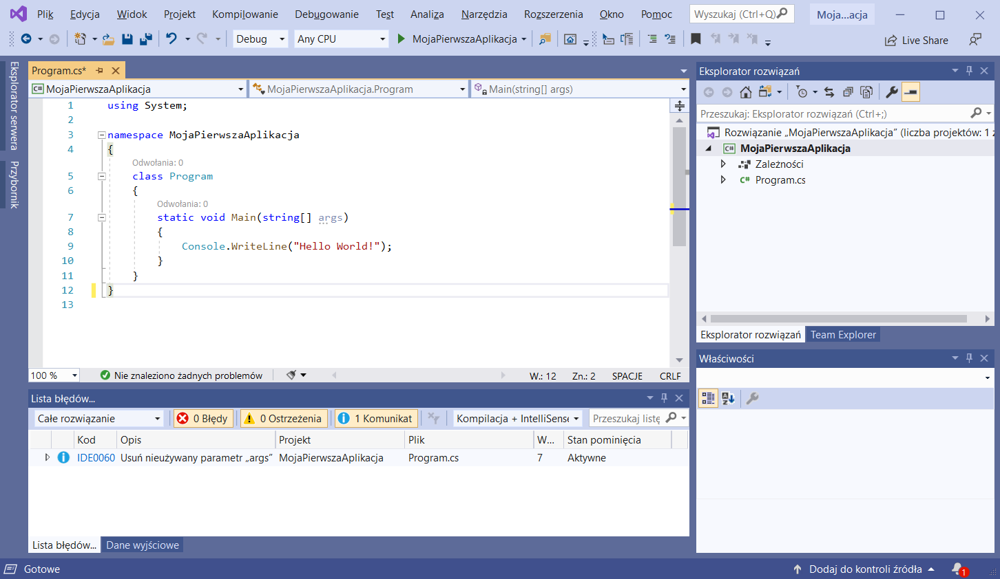 Plik Edycja Widok Projekt Kompilowanie Debugowanie Test Analiza Narzędzia Rozszerzenia Okno Pomoc Wyszukaj (Ctrl+Q) Moja...acja
Debug Any CPU MojaPierwszaAplikacja Live Share
Eksplorator serwera
Przybornik
Program.cs*
MojaPierwszaAplikacja MojaPierwszaAplikacja.Program Main(string[] args)
1 using System;
2
3 namespace MojaPierwszaAplikacja
4 {
Odwołania: 0
5 class Program
6 {
Odwołania: 0
7 static void Main(string[] args)
8 {
9 Console.WriteLine("Hello World!");
10 }
11 }
12 }
13
100 % Nie znaleziono żadnych problemów W.: 12 Zn.: 2 SPACJE CRLF
Lista błędów...
Całe rozwiązanie 0 Błędy 0 Ostrzeżenia 1 Komunikat Kompilacja + IntelliSense Przeszukaj listę
Kod Opis Projekt Plik W... Stan pominięcia
IDE0060 Usuń nieużywany parametr „args” MojaPierwszaAplikacja Program.cs 7 Aktywne
Lista błędów... Dane wyjściowe
Eksplorator rozwiązań
Przeszukaj: Eksplorator rozwiązań (Ctrl+;)
Rozwiązanie „MojaPierwszaAplikacja” (liczba projektów: 1 z
C# MojaPierwszaAplikacja
Zależności
C# Program.cs
Eksplorator rozwiązań Team Explorer
Właściwości
Gotowe Dodaj do kontroli źródła 1